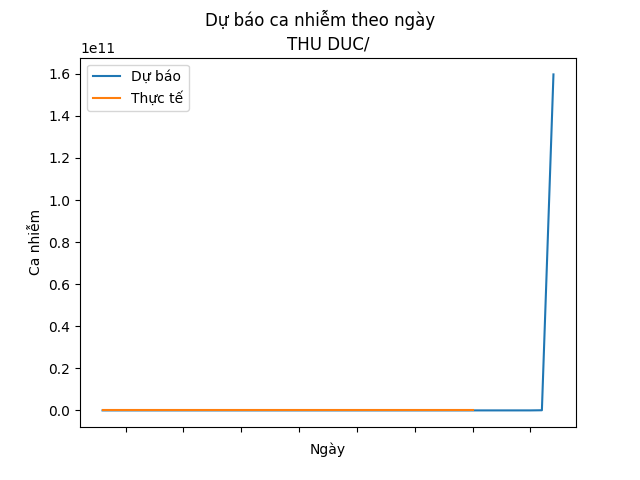 Dự báo ca nhiễm theo ngày
THU DUC/
1e11
Dự báo
Thực tế
1.6
1.4
1.2
1.0
0.8
0.6
0.4
0.2
0.0
Ca nhiễm
Ngày